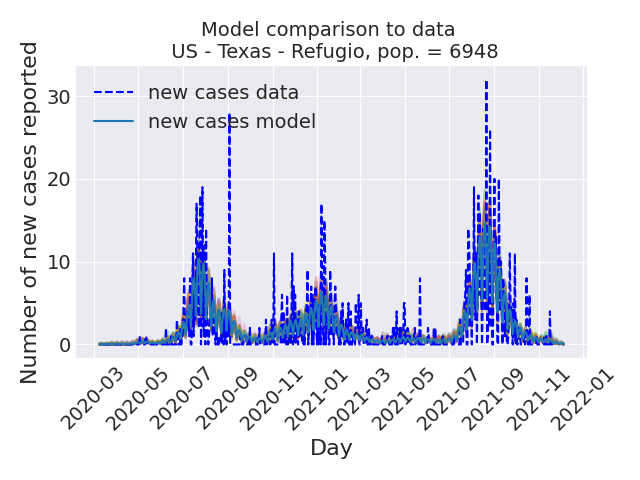 Model comparison to data
US - Texas - Refugio, pop. = 6948
Number of new cases reported
30
20
10
0
new cases data
new cases model
2020-03
2020-05
2020-07
2020-09
2020-11
2021-01
2021-03
2021-05
2021-07
2021-09
2021-11
2022-01
Day